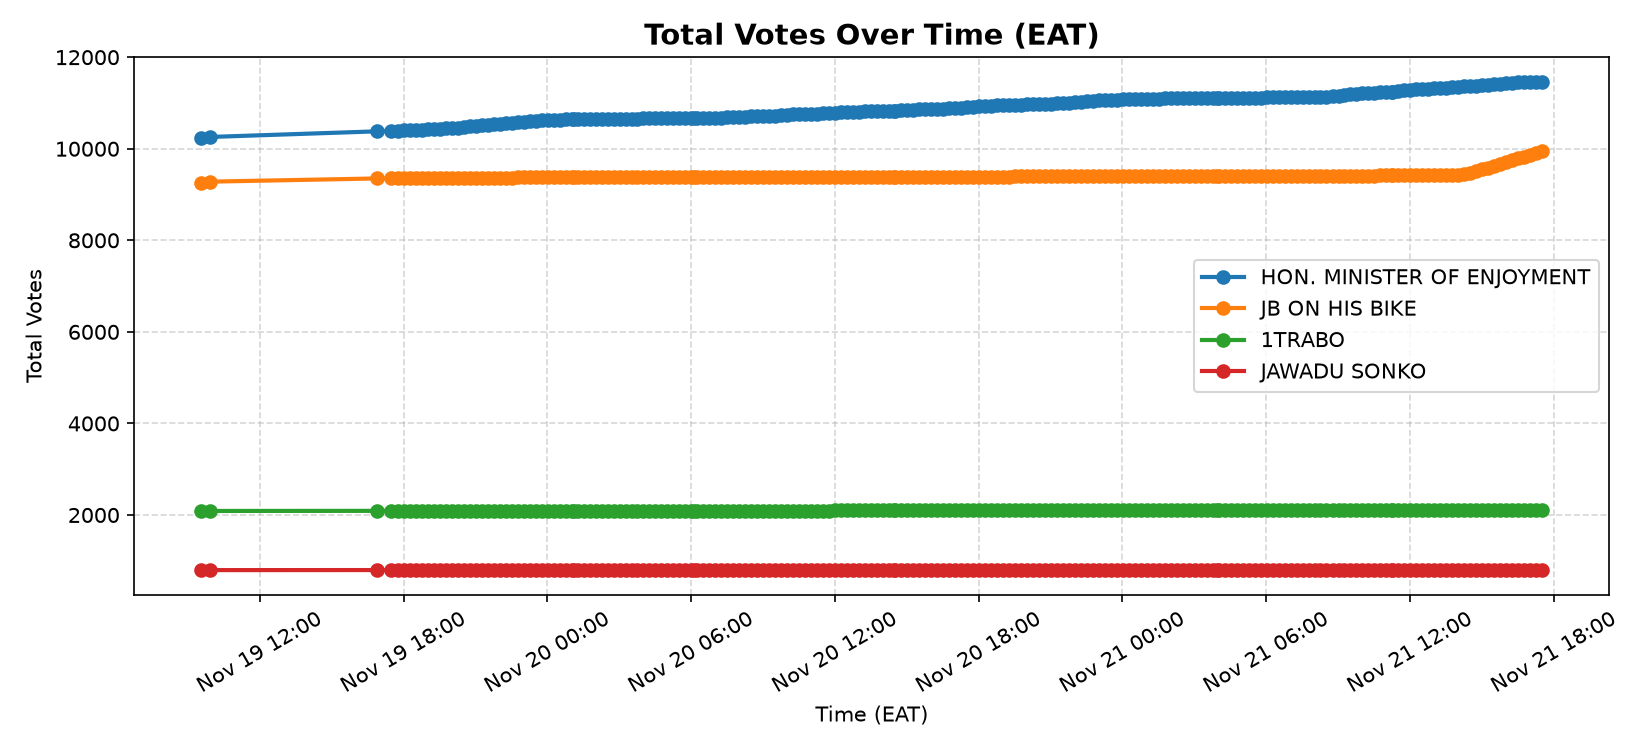 Total Votes Over Time (EAT)
12000
10000
8000
6000
4000
2000
Total Votes
HON. MINISTER OF ENJOYMENT
JB ON HIS BIKE
1TRABO
JAWADU SONKO
Nov 19 12:00
Nov 19 18:00
Nov 20 00:00
Nov 20 06:00
Nov 20 12:00
Nov 20 18:00
Nov 21 00:00
Nov 21 06:00
Nov 21 12:00
Nov 21 18:00
Time (EAT)